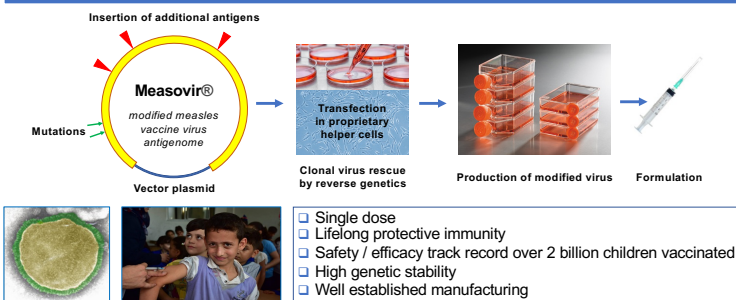 Insertion of additional antigens
Measovir®
modified measles
vaccine virus
antigenome
Mutations
Vector plasmid
Transfection
in proprietary
helper cells
Clonal virus rescue
by reverse genetics
Production of modified virus
Formulation
Single dose
Lifelong protective immunity
Safety / efficacy track record over 2 billion children vaccinated
High genetic stability
Well established manufacturing